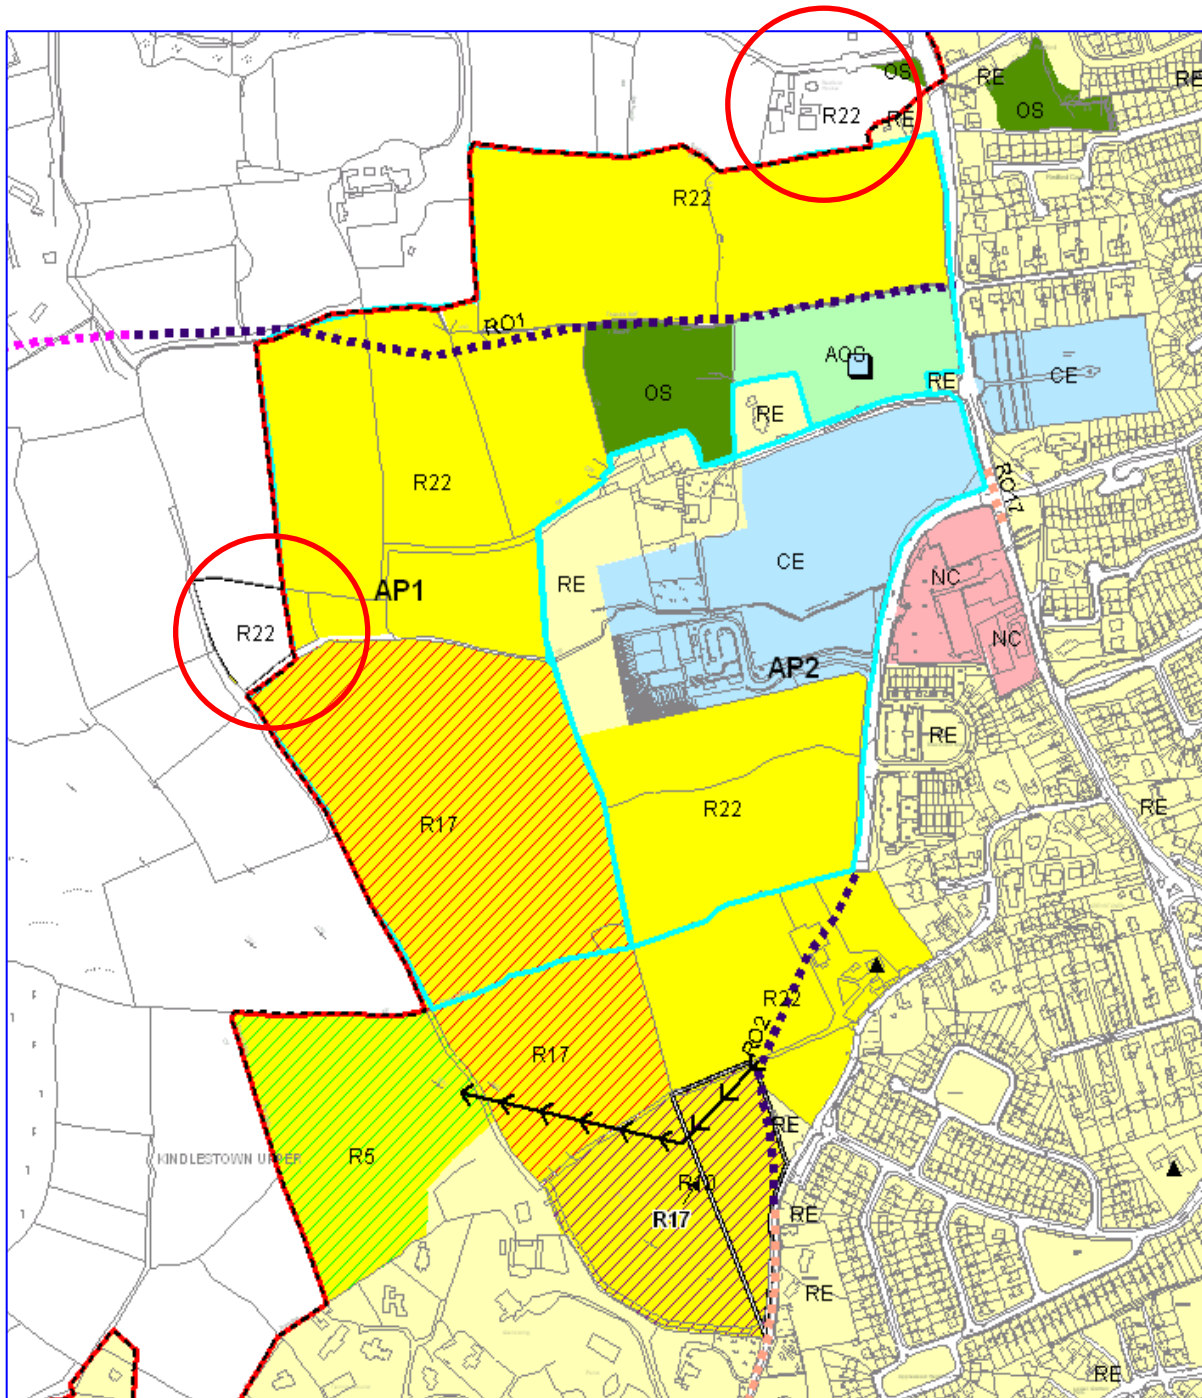 OS
RE
RE
OS
R22
RE
R22
RO1
AOS
CE
OS
RE
RE
R22
RO17
CE
RE
NC
AP1
R22
NC
AP2
RE
R22
RE
R17
R22
RO2
R17
RE
R5
KINDLESTOWN UPPER
R10
R17
RE
RE
RE